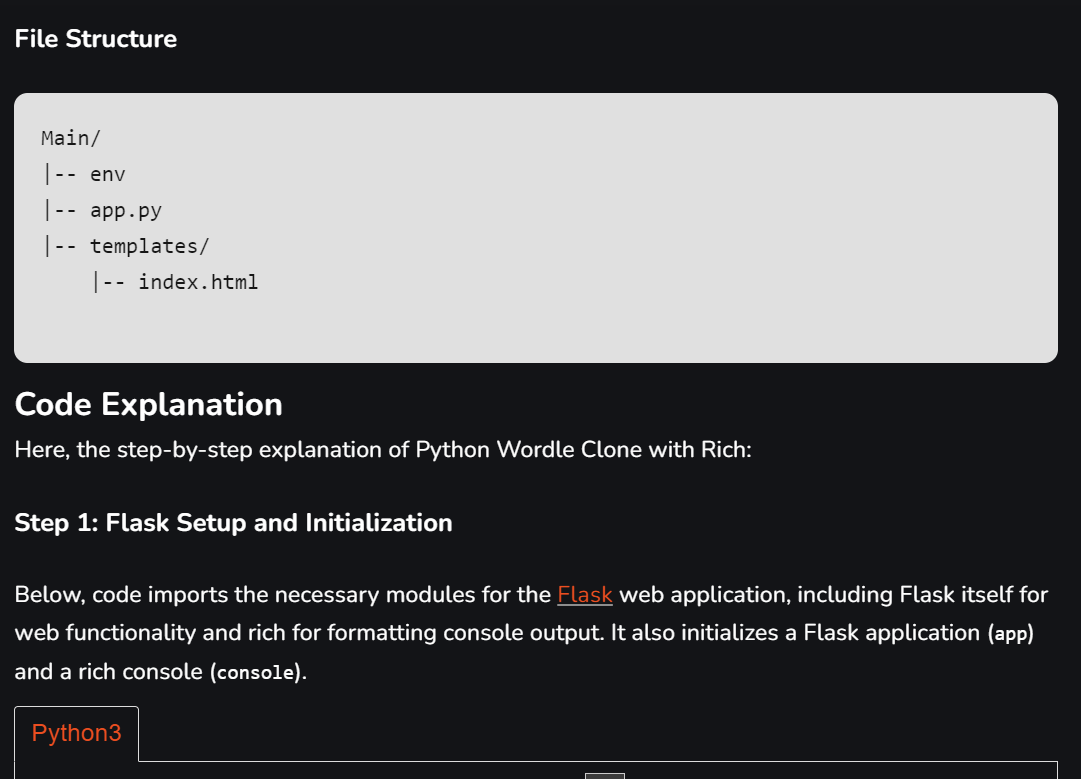 File Structure
Main/
|-- env
|-- app.py
|-- templates/
    |-- index.html
Code Explanation
Here, the step-by-step explanation of Python Wordle Clone with Rich:
Step 1: Flask Setup and Initialization
Below, code imports the necessary modules for the Flask web application, including Flask itself for
web functionality and rich for formatting console output. It also initializes a Flask application (app)
and a rich console (console).
Python3